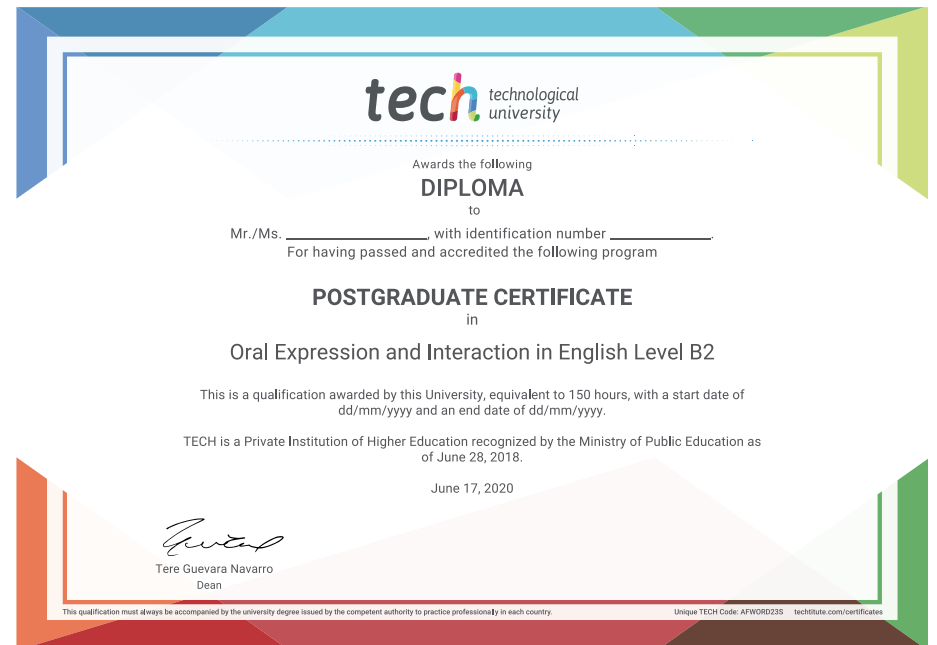 tech technological
university
Awards the following
DIPLOMA
to
Mr./Ms. ____________________, with identification number ______________.
For having passed and accredited the following program
POSTGRADUATE CERTIFICATE
in
Oral Expression and Interaction in English Level B2
This is a qualification awarded by this University, equivalent to 150 hours, with a start date of
dd/mm/yyyy and an end date of dd/mm/yyyy.
TECH is a Private Institution of Higher Education recognized by the Ministry of Public Education as
of June 28, 2018.
June 17, 2020
Tere Guevara Navarro
Dean
This qualification must always be accompanied by the university degree issued by the competent authority to practice professionally in each country. Unique TECH Code: AFWORD23S techtitute.com/certificates